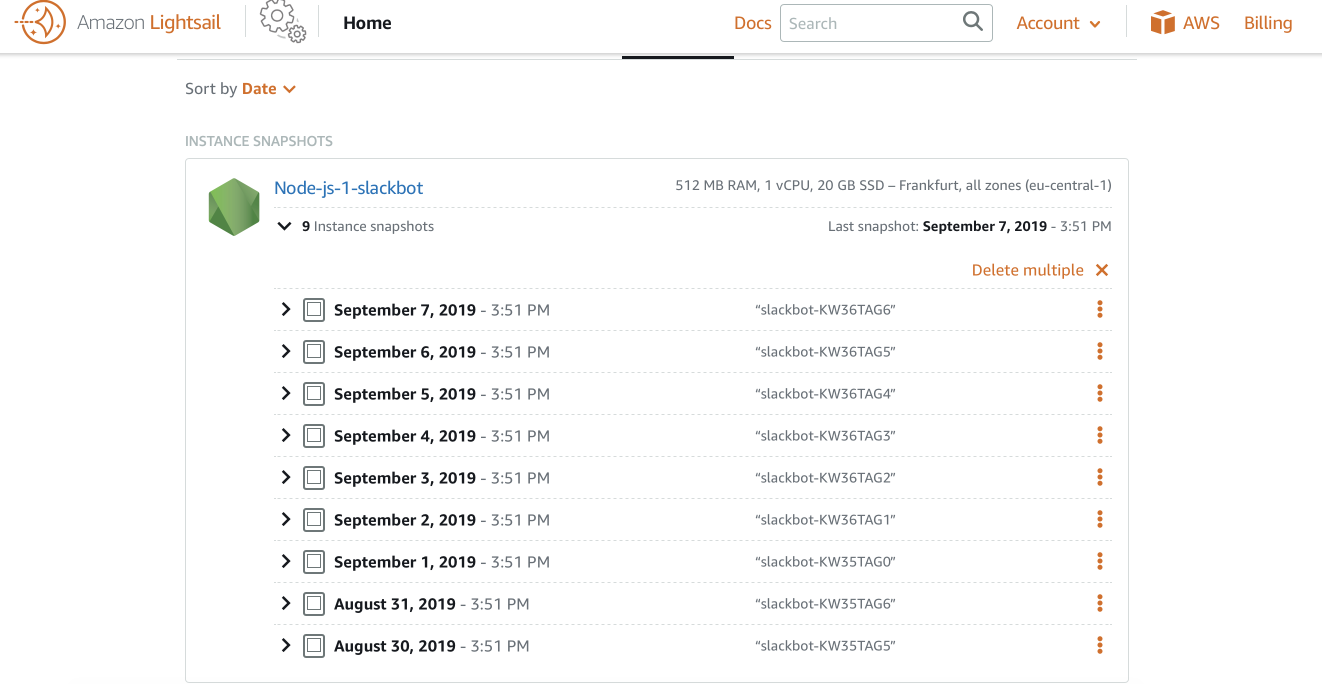 Amazon Lightsail Home Docs Search Account AWS Billing
Sort by Date
INSTANCE SNAPSHOTS
Node-js-1-slackbot 512 MB RAM, 1 vCPU, 20 GB SSD – Frankfurt, all zones (eu-central-1)
9 Instance snapshots Last snapshot: September 7, 2019 - 3:51 PM
Delete multiple
September 7, 2019 - 3:51 PM “slackbot-KW36TAG6”
September 6, 2019 - 3:51 PM “slackbot-KW36TAG5”
September 5, 2019 - 3:51 PM “slackbot-KW36TAG4”
September 4, 2019 - 3:51 PM “slackbot-KW36TAG3”
September 3, 2019 - 3:51 PM “slackbot-KW36TAG2”
September 2, 2019 - 3:51 PM “slackbot-KW36TAG1”
September 1, 2019 - 3:51 PM “slackbot-KW35TAG0”
August 31, 2019 - 3:51 PM “slackbot-KW35TAG6”
August 30, 2019 - 3:51 PM “slackbot-KW35TAG5”